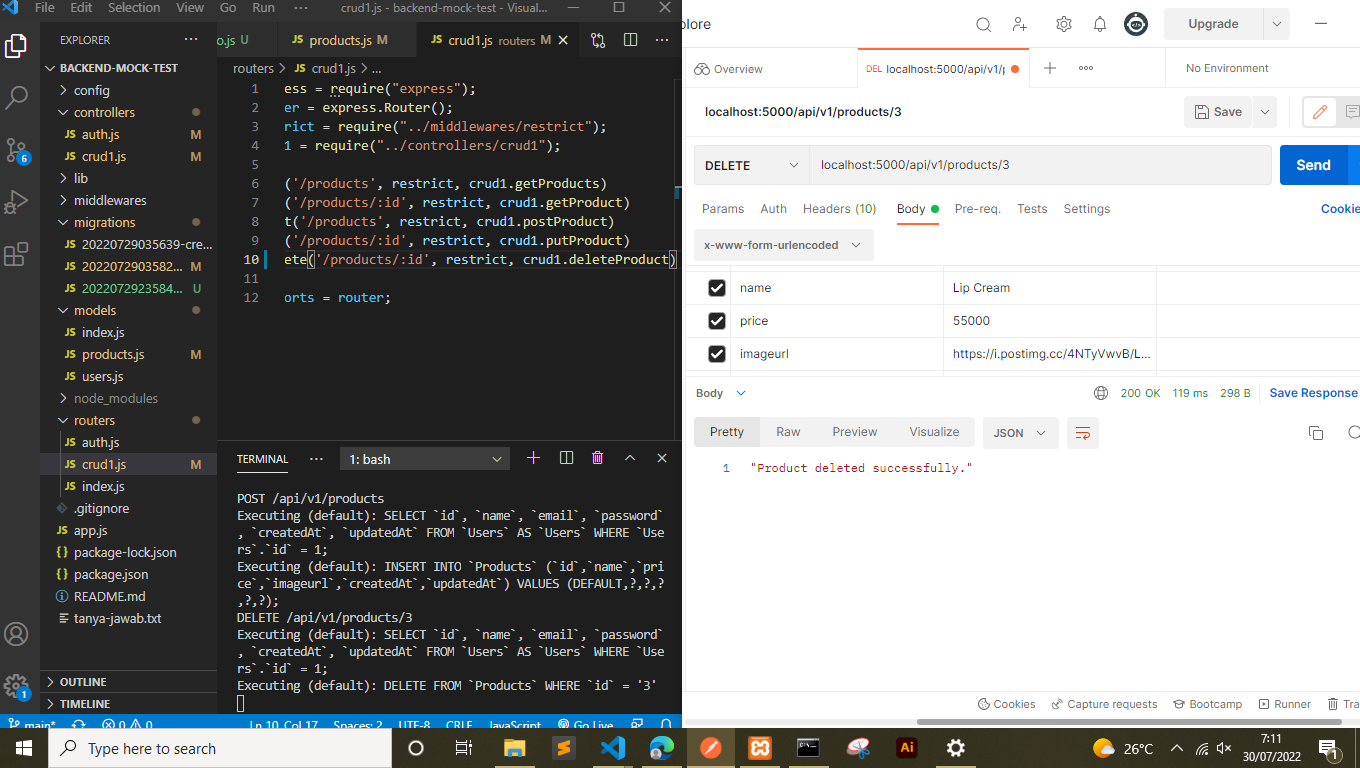 File Edit Selection View Go Run ··· crud1.js - backend-mock-test - Visual...
EXPLORER ···
BACKEND-MOCK-TEST
config
controllers
JS auth.js M
JS crud1.js M
lib
middlewares
migrations
JS 20220729035639-cre...
JS 2022072903582... M
JS 2022072923584... U
models
JS index.js
JS products.js M
JS users.js
node_modules
routers
JS auth.js
JS crud1.js M
JS index.js
.gitignore
JS app.js
{} package-lock.json
{} package.json
README.md
tanya-jawab.txt
OUTLINE
TIMELINE
6
1
o.js U JS products.js M JS crud1.js routers M ···
routers > JS crud1.js > ...
1 ess = require("express");
2 er = express.Router();
3 rict = require("../middlewares/restrict");
4 1 = require("../controllers/crud1");
5
6 ('/products', restrict, crud1.getProducts)
7 ('/products/:id', restrict, crud1.getProduct)
8 t('/products', restrict, crud1.postProduct)
9 ('/products/:id', restrict, crud1.putProduct)
10 ete('/products/:id', restrict, crud1.deleteProduct)
11
12 orts = router;
TERMINAL ··· 1: bash
POST /api/v1/products
Executing (default): SELECT `id`, `name`, `email`, `password`
, `createdAt`, `updatedAt` FROM `Users` AS `Users` WHERE `Use
rs`.`id` = 1;
Executing (default): INSERT INTO `Products` (`id`,`name`,`pri
ce`,`imageurl`,`createdAt`,`updatedAt`) VALUES (DEFAULT,?,?,?
,?,?);
DELETE /api/v1/products/3
Executing (default): SELECT `id`, `name`, `email`, `password`
, `createdAt`, `updatedAt` FROM `Users` AS `Users` WHERE `Use
rs`.`id` = 1;
Executing (default): DELETE FROM `Products` WHERE `id` = '3'
main* 0 0 Ln 10, Col 17 Spaces: 2 UTF-8 CRLF JavaScript Go Live
plore Upgrade
Overview DEL localhost:5000/api/v1/p No Environment
localhost:5000/api/v1/products/3 Save
DELETE localhost:5000/api/v1/products/3 Send
Params Auth Headers (10) Body Pre-req. Tests Settings Cookie
x-www-form-urlencoded
name Lip Cream
price 55000
imageurl https://i.postimg.cc/4NTyVwvB/L...
Body 200 OK 119 ms 298 B Save Response
Pretty Raw Preview Visualize JSON
1 "Product deleted successfully."
Cookies Capture requests Bootcamp Runner Tra
Type here to search
Ai
26°C
7:11
30/07/2022
1